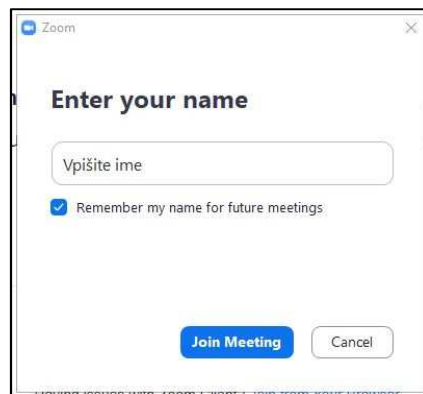 Zoom
Enter your name
Vpišite ime
Remember my name for future meetings
Join Meeting
Cancel